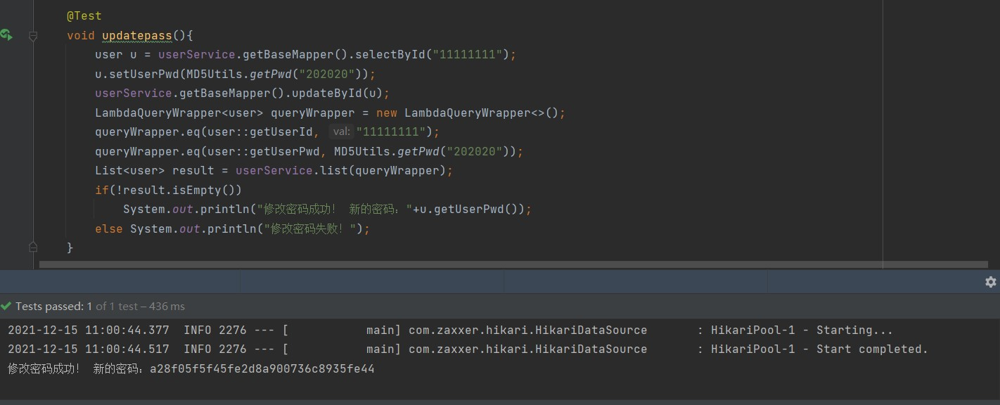 @Test
void updatepass(){
user u = userService.getBaseMapper().selectById("11111111");
u.setUserPwd(MD5Utils.getPwd("202020"));
userService.getBaseMapper().updateById(u);
LambdaQueryWrapper<user> queryWrapper = new LambdaQueryWrapper<>();
queryWrapper.eq(user::getUserId, val: "11111111");
queryWrapper.eq(user::getUserPwd, MD5Utils.getPwd("202020"));
List<user> result = userService.list(queryWrapper);
if(!result.isEmpty())
System.out.println("修改密码成功！ 新的密码："+u.getUserPwd());
else System.out.println("修改密码失败！");
}
Tests passed: 1 of 1 test – 436 ms
2021-12-15 11:00:44.377  INFO 2276 --- [           main] com.zaxxer.hikari.HikariDataSource       : HikariPool-1 - Starting...
2021-12-15 11:00:44.517  INFO 2276 --- [           main] com.zaxxer.hikari.HikariDataSource       : HikariPool-1 - Start completed.
修改密码成功！ 新的密码：a28f05f5f45fe2d8a900736c8935fe44